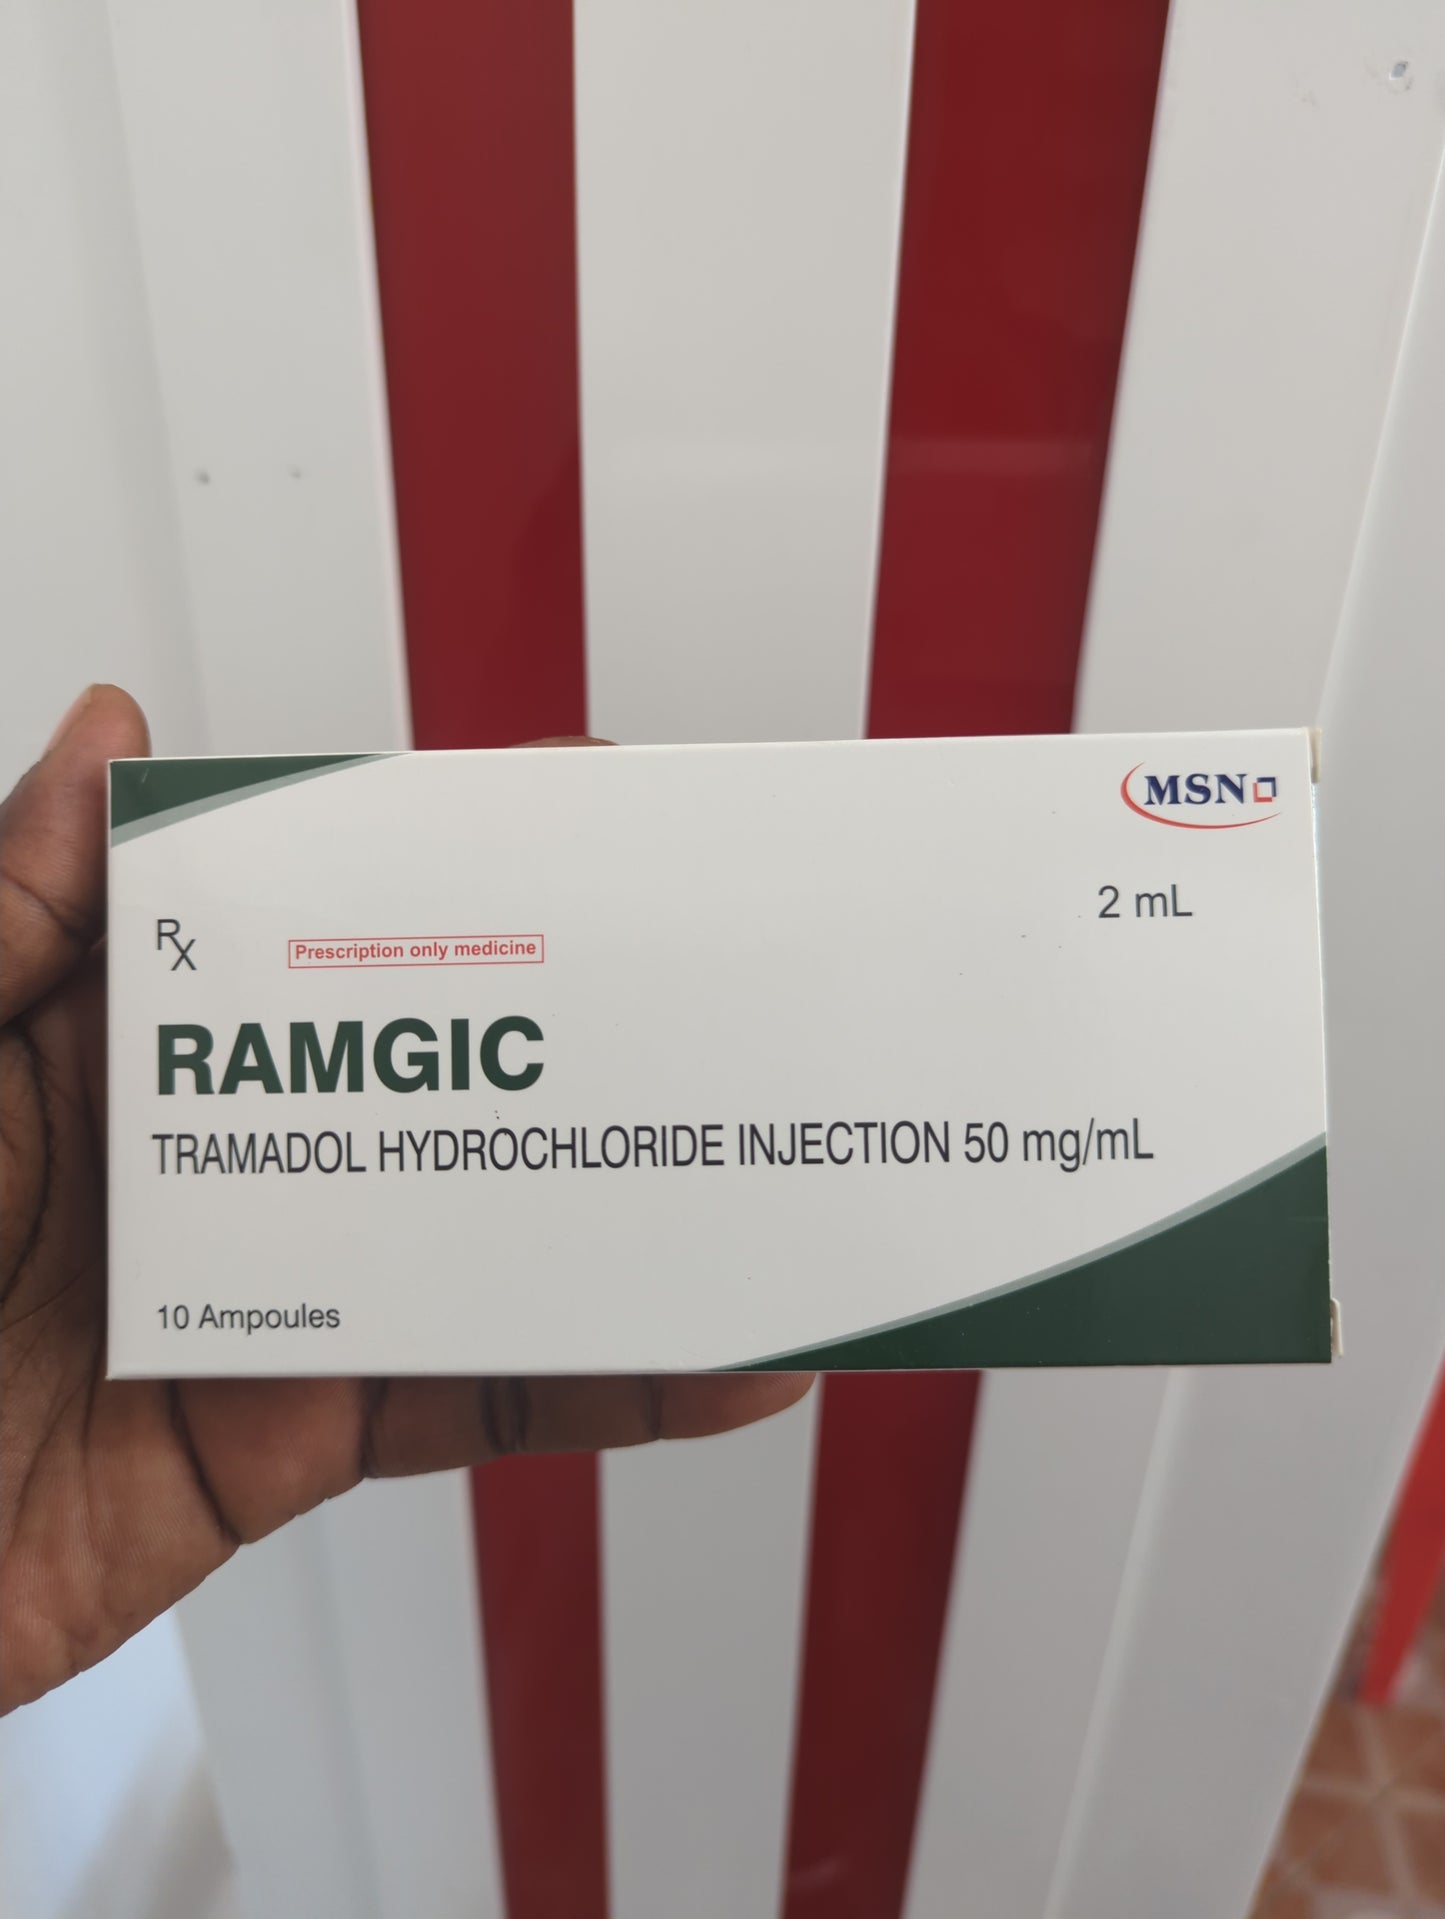 MSN
2 mL
Rx
Prescription only medicine
RAMGIC
TRAMADOL HYDROCHLORIDE INJECTION 50 mg/mL
10 Ampoules